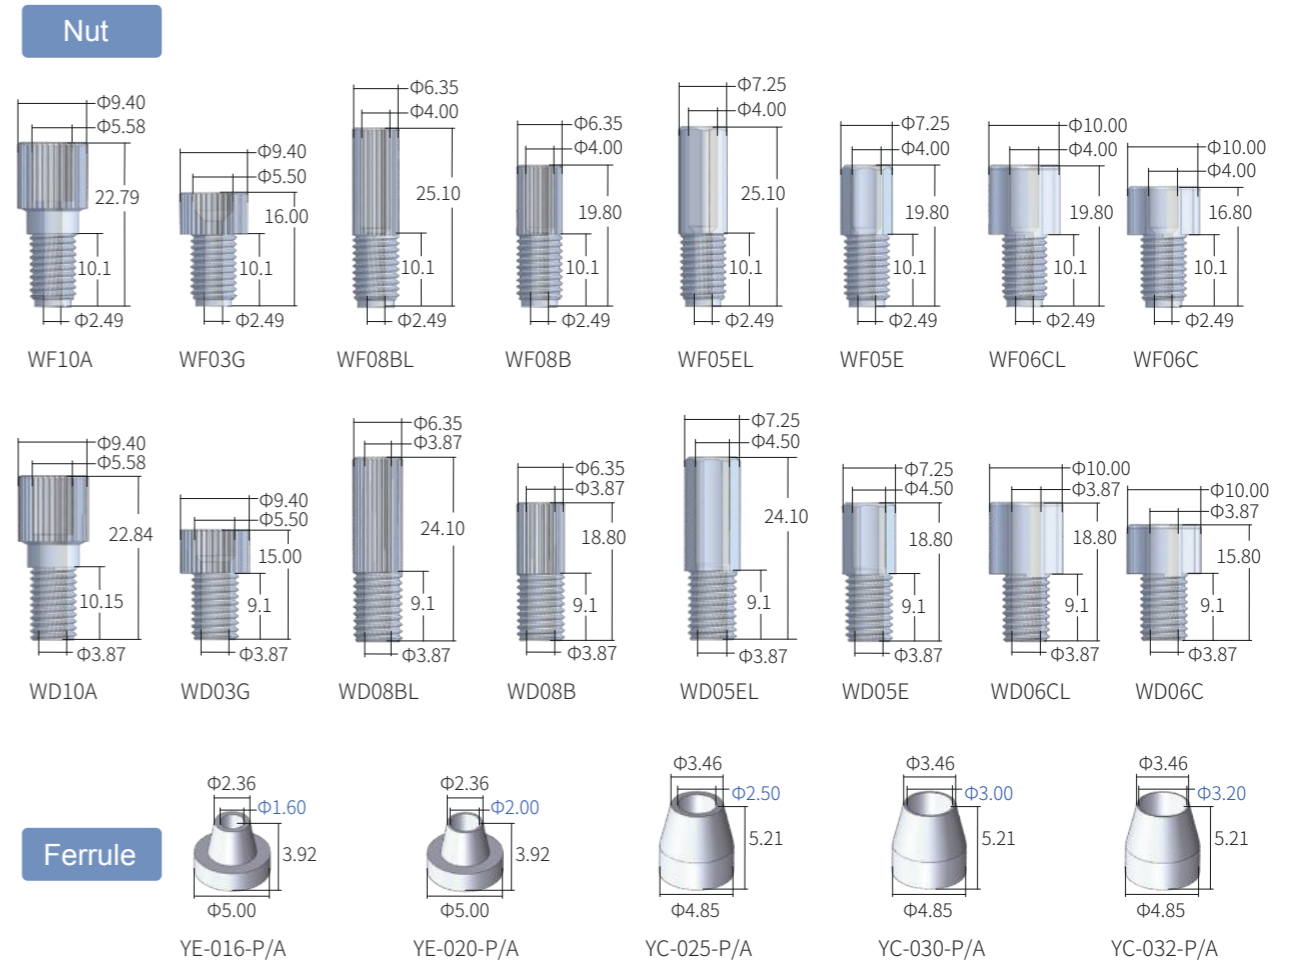 Nut
Φ9.40
Φ5.58
22.79
10.1
Φ2.49
WF10A
Φ9.40
Φ5.50
16.00
10.1
Φ2.49
WF03G
Φ6.35
Φ4.00
25.10
10.1
Φ2.49
WF08BL
Φ6.35
Φ4.00
19.80
10.1
Φ2.49
WF08B
Φ7.25
Φ4.00
25.10
10.1
Φ2.49
WF05EL
Φ7.25
Φ4.00
19.80
10.1
Φ2.49
WF05E
Φ10.00
Φ4.00
19.80
10.1
Φ2.49
WF06CL
Φ10.00
Φ4.00
16.80
10.1
Φ2.49
WF06C
Φ9.40
Φ5.58
22.84
10.15
Φ3.87
WD10A
Φ9.40
Φ5.50
15.00
9.1
Φ3.87
WD03G
Φ6.35
Φ3.87
24.10
9.1
Φ3.87
WD08BL
Φ6.35
Φ3.87
18.80
9.1
Φ3.87
WD08B
Φ7.25
Φ4.50
24.10
9.1
Φ3.87
WD05EL
Φ7.25
Φ4.50
18.80
9.1
Φ3.87
WD05E
Φ10.00
Φ3.87
18.80
9.1
Φ3.87
WD06CL
Φ10.00
Φ3.87
15.80
9.1
Φ3.87
WD06C
Ferrule
Φ2.36
Φ1.60
3.92
Φ5.00
YE-016-P/A
Φ2.36
Φ2.00
3.92
Φ5.00
YE-020-P/A
Φ3.46
Φ2.50
5.21
Φ4.85
YC-025-P/A
Φ3.46
Φ3.00
5.21
Φ4.85
YC-030-P/A
Φ3.46
Φ3.20
5.21
Φ4.85
YC-032-P/A